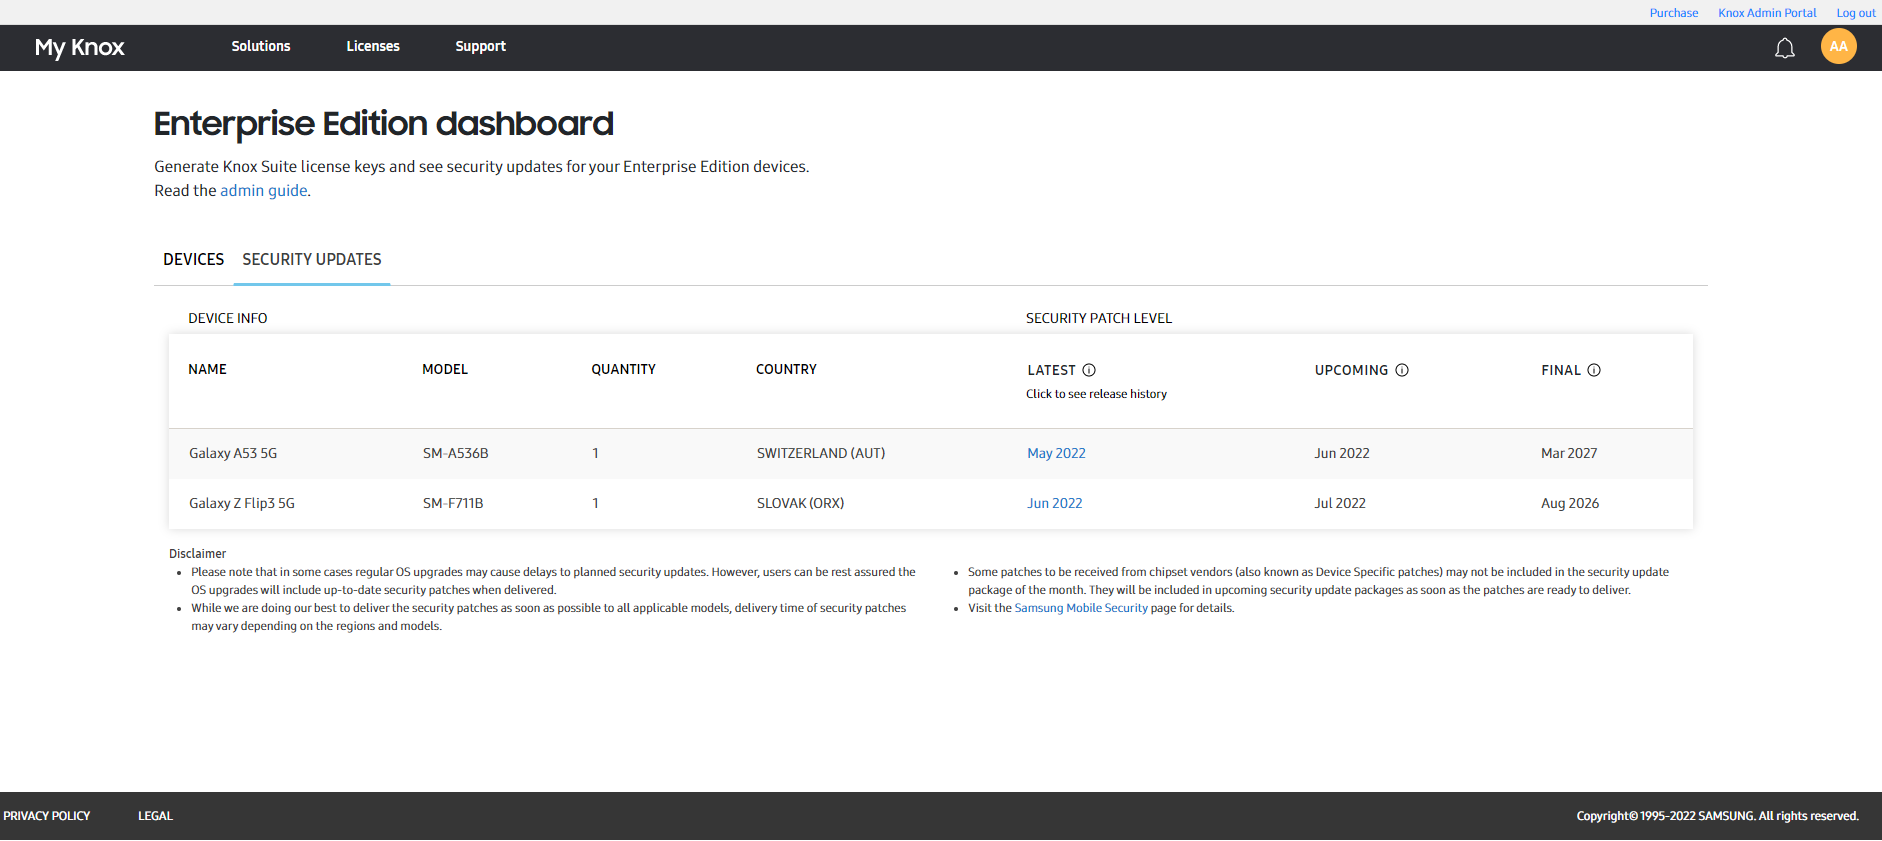 Purchase Knox Admin Portal Log out
My Knox Solutions Licenses Support AA
Enterprise Edition dashboard
Generate Knox Suite license keys and see security updates for your Enterprise Edition devices.
Read the admin guide.
DEVICES SECURITY UPDATES
DEVICE INFO SECURITY PATCH LEVEL
NAME MODEL QUANTITY COUNTRY LATEST UPCOMING FINAL
Click to see release history
Galaxy A53 5G SM-A536B 1 SWITZERLAND (AUT) May 2022 Jun 2022 Mar 2027
Galaxy Z Flip3 5G SM-F711B 1 SLOVAK (ORX) Jun 2022 Jul 2022 Aug 2026
Disclaimer
• Please note that in some cases regular OS upgrades may cause delays to planned security updates. However, users can be rest assured the
OS upgrades will include up-to-date security patches when delivered.
• While we are doing our best to deliver the security patches as soon as possible to all applicable models, delivery time of security patches
may vary depending on the regions and models.
• Some patches to be received from chipset vendors (also known as Device Specific patches) may not be included in the security update
package of the month. They will be included in upcoming security update packages as soon as the patches are ready to deliver.
• Visit the Samsung Mobile Security page for details.
PRIVACY POLICY LEGAL Copyright© 1995-2022 SAMSUNG. All rights reserved.